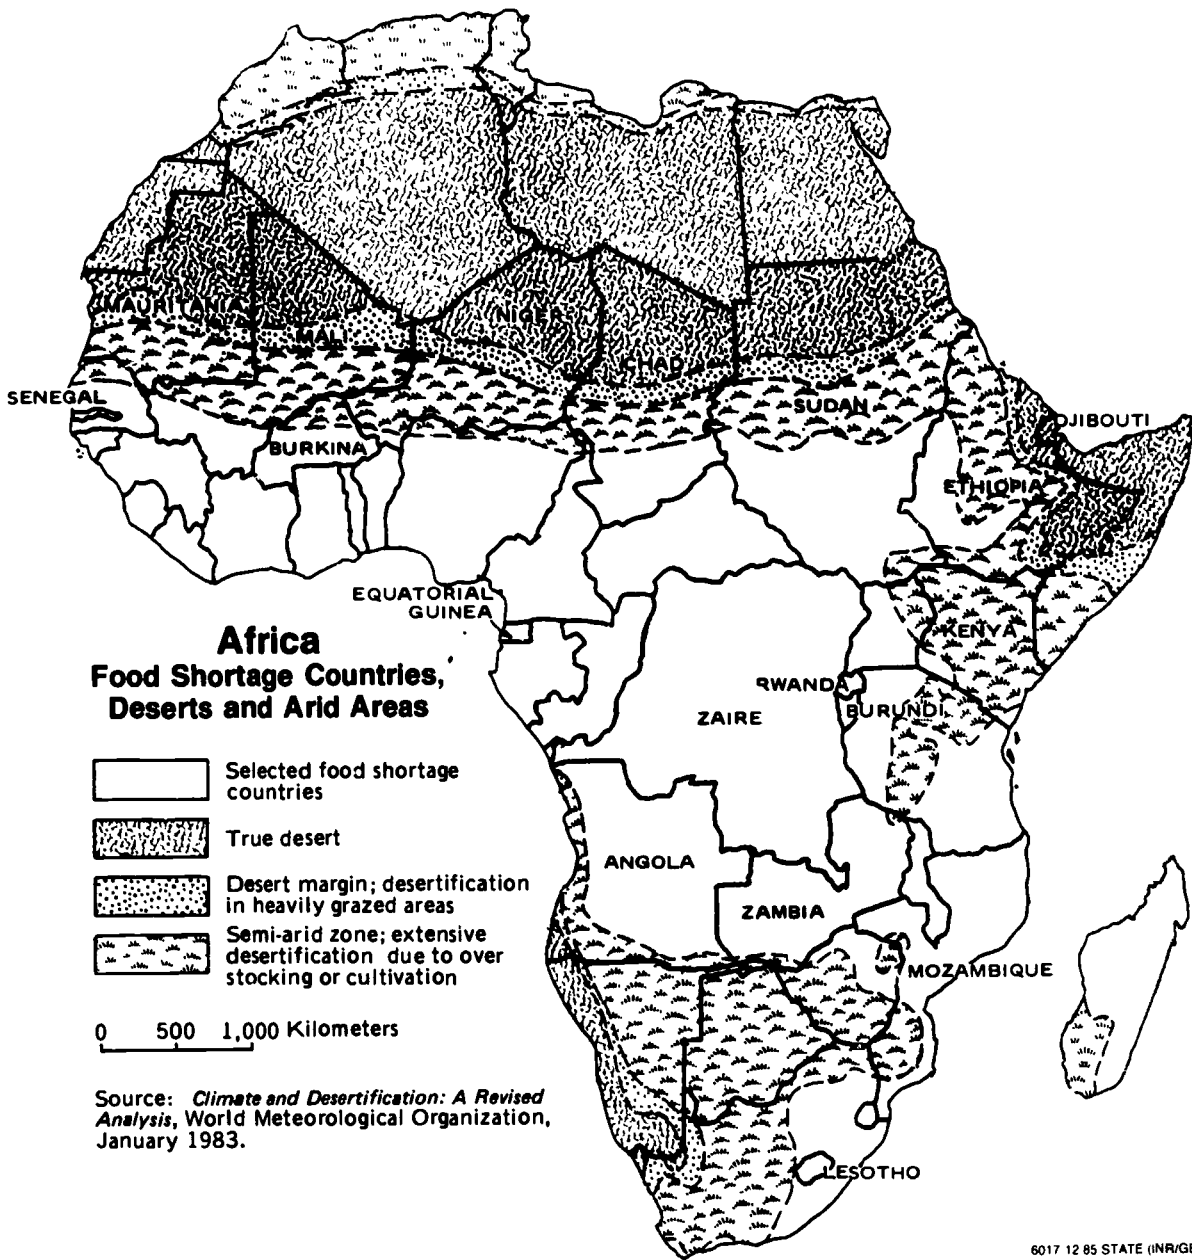 MAURITANIA
MALI
NIGER
CHAD
SUDAN
SENEGAL
BURKINA
DJIBOUTI
ETHIOPIA
EQUATORIAL
GUINEA
KENYA
RWANDA
BURUNDI
ZAIRE
ANGOLA
ZAMBIA
MOZAMBIQUE
LESOTHO
Africa
Food Shortage Countries,
Deserts and Arid Areas
Selected food shortage
countries
True desert
Desert margin; desertification
in heavily grazed areas
Semi-arid zone; extensive
desertification due to over
stocking or cultivation
0 500 1,000 Kilometers
Source: Climate and Desertification: A Revised
Analysis, World Meteorological Organization,
January 1983.
6017 12 85 STATE